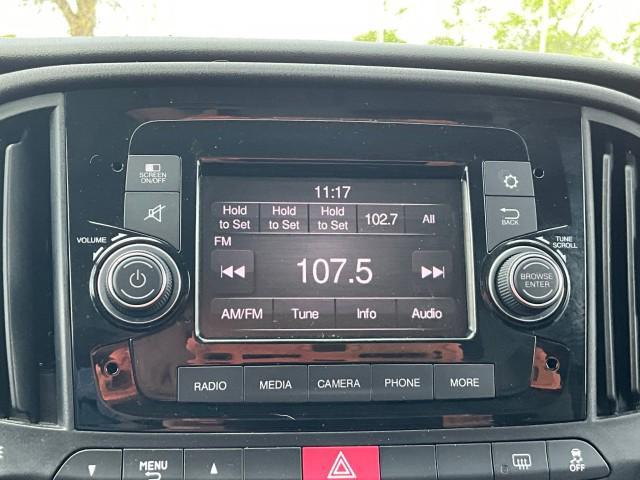 SCREEN
ON/OFF
11:17
Hold
to Set
Hold
to Set
Hold
to Set
102.7
All
BACK
VOLUME
FM
TUNE
SCROLL
107.5
BROWSE
ENTER
AM/FM
Tune
Info
Audio
RADIO
MEDIA
CAMERA
PHONE
MORE
MENU
OFF